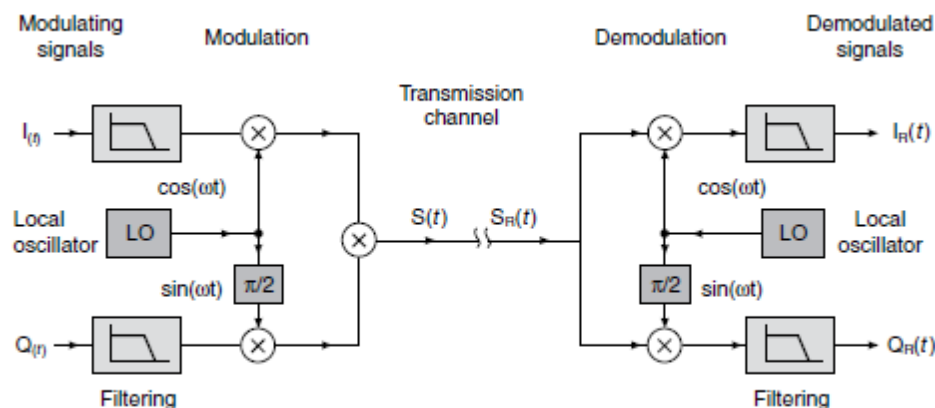 Modulating
signals
Modulation
Demodulation
Demodulated
signals
Transmission
channel
I(t)
IR(t)
cos(ωt)
cos(ωt)
Local
oscillator
LO
S(t)
SR(t)
LO
Local
oscillator
sin(ωt)
π/2
π/2
sin(ωt)
Q(t)
QR(t)
Filtering
Filtering